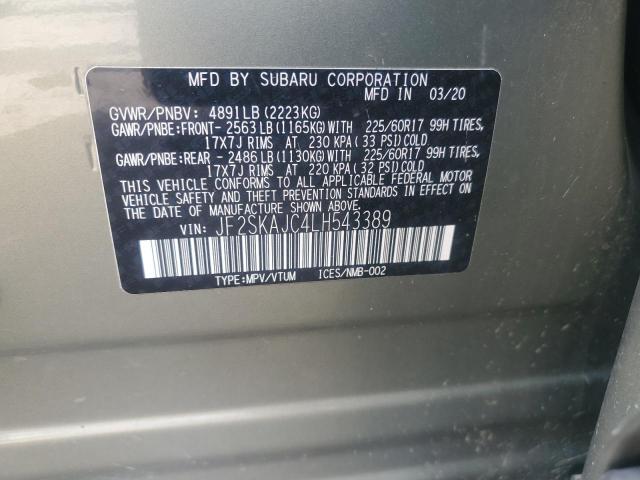 MFD BY SUBARU CORPORATION
MFD IN 03/20
GVWR/PNBV: 4891LB(2223KG)
GAWR/PNBE:FRONT-2563LB(1165KG)WITH 225/60R17 99H TIRES,
17X7J RIMS AT 230 KPA(33 PSI)COLD
GAWR/PNBE:REAR -2486LB(1130KG)WITH 225/60R17 99H TIRES,
17X7J RIMS AT 220 KPA(32 PSI)COLD
THIS VEHICLE CONFORMS TO ALL APPLICABLE FEDERAL MOTOR
VEHICLE SAFETY, BUMPER, AND THEFT PREVENTION
STANDARDS IN EFFECT ON THE DATE OF MANUFACTURE
SHOWN ABOVE.
VIN: JF2SKAJC4LH543389
TYPE:MPV/VTUM ICES/NMB-002